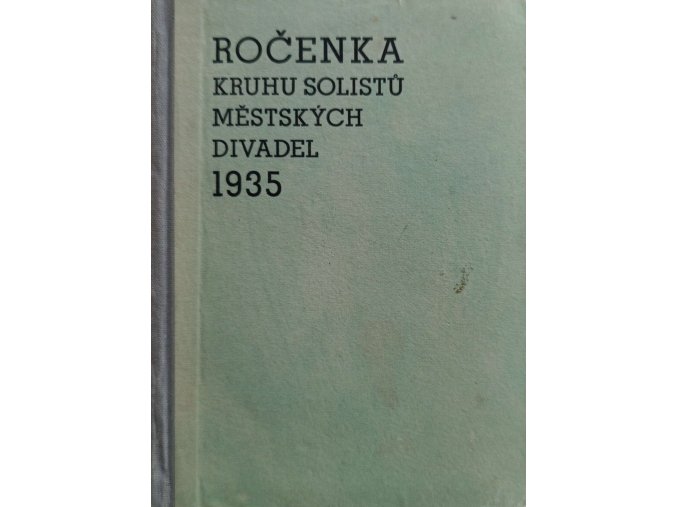 ROČENKA
KRUHU SOLISTŮ
MĚSTSKÝCH
DIVADEL
1935